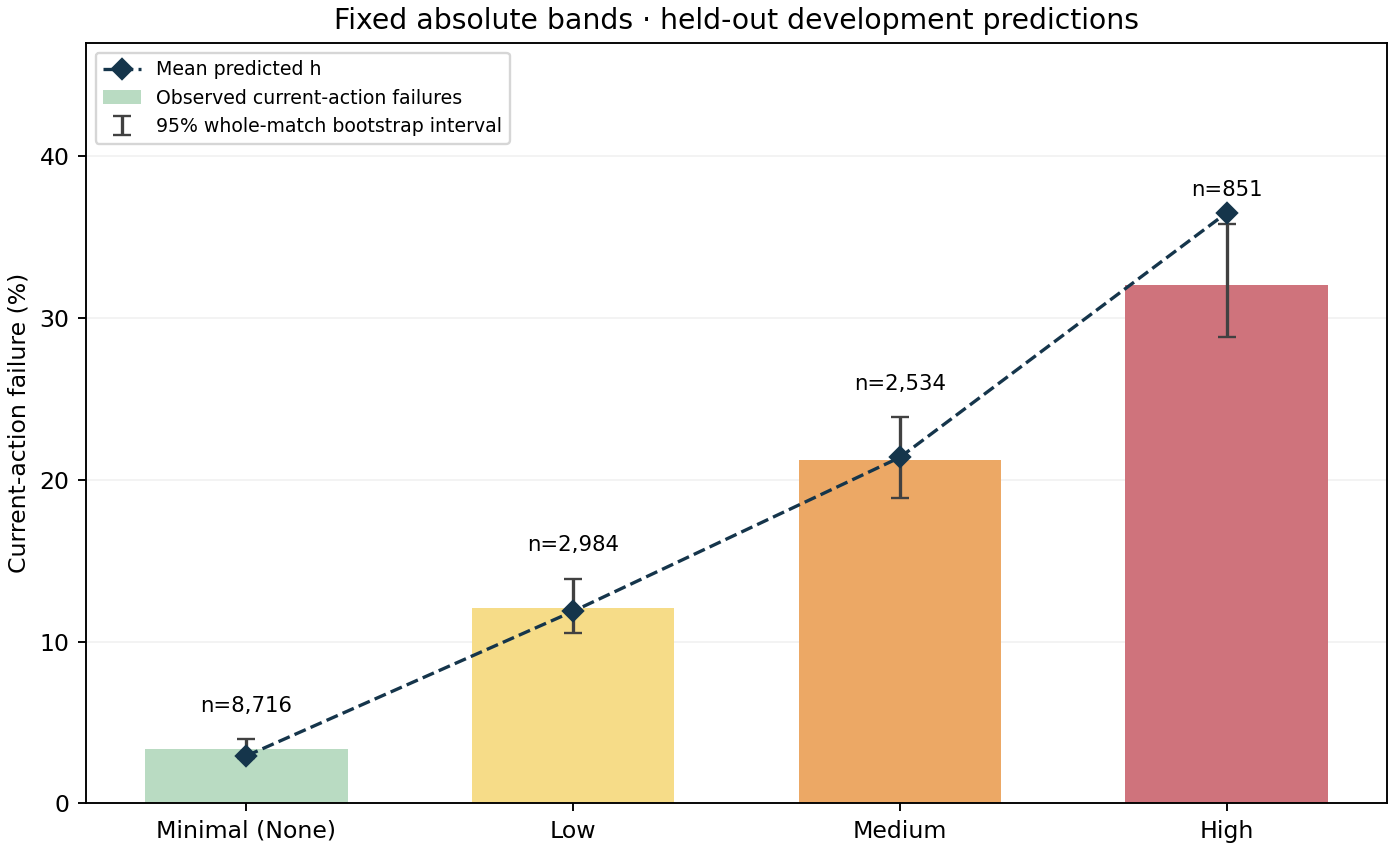 Fixed absolute bands · held-out development predictions
Mean predicted h
Observed current-action failures
95% whole-match bootstrap interval
Current-action failure (%)
40
30
20
10
0
n=8,716
n=2,984
n=2,534
n=851
Minimal (None)
Low
Medium
High